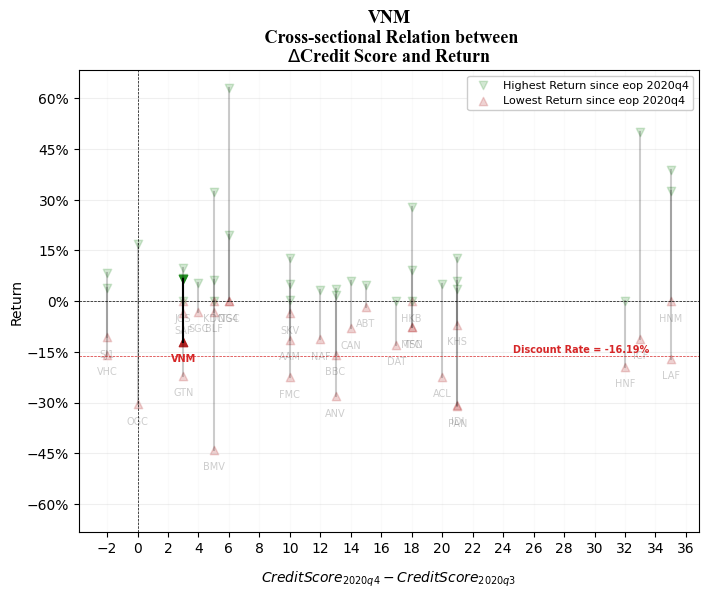 VNM
Cross-sectional Relation between
ΔCredit Score and Return
Highest Return since eop 2020q4
Lowest Return since eop 2020q4
Return
60%
45%
30%
15%
0%
−15%
−30%
−45%
−60%
Discount Rate = -16.19%
VHC
OGC
VNM
GTN
BMV
SKV
AAM
FMC
NAF
BBC
ANV
CAN
ABT
DAT
HKB
ACL
KHS
PAN
HNF
HNM
LAF
−2 0 2 4 6 8 10 12 14 16 18 20 22 24 26 28 30 32 34 36
CreditScore2020q4 − CreditScore2020q3